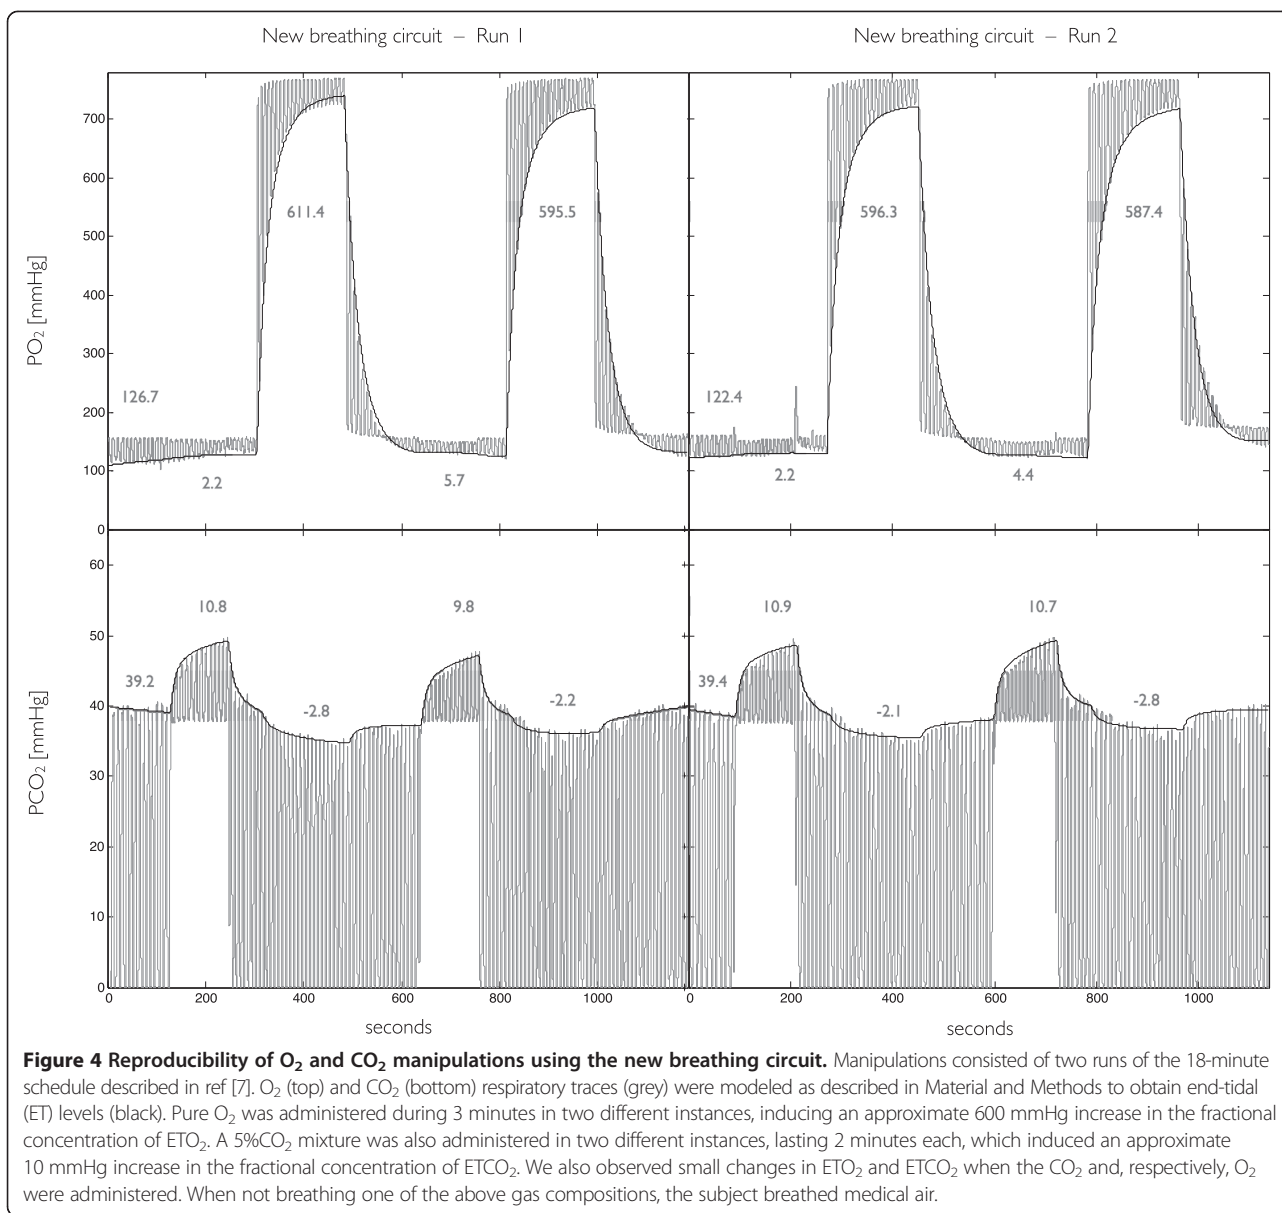 New breathing circuit – Run 1
New breathing circuit – Run 2
PO2 [mmHg]
700
600
500
400
300
200
100
0
611.4
595.5
126.7
2.2
5.7
596.3
587.4
122.4
2.2
4.4
PCO2 [mmHg]
60
50
40
30
20
10
0
10.8
9.8
39.2
-2.8
-2.2
10.9
10.7
39.4
-2.1
-2.8
0 200 400 600 800 1000
0 200 400 600 800 1000
seconds
seconds
Figure 4 Reproducibility of O2 and CO2 manipulations using the new breathing circuit. Manipulations consisted of two runs of the 18-minute
schedule described in ref [7]. O2 (top) and CO2 (bottom) respiratory traces (grey) were modeled as described in Material and Methods to obtain end-tidal
(ET) levels (black). Pure O2 was administered during 3 minutes in two different instances, inducing an approximate 600 mmHg increase in the fractional
concentration of ETO2. A 5%CO2 mixture was also administered in two different instances, lasting 2 minutes each, which induced an approximate
10 mmHg increase in the fractional concentration of ETCO2. We also observed small changes in ETO2 and ETCO2 when the CO2 and, respectively, O2
were administered. When not breathing one of the above gas compositions, the subject breathed medical air.